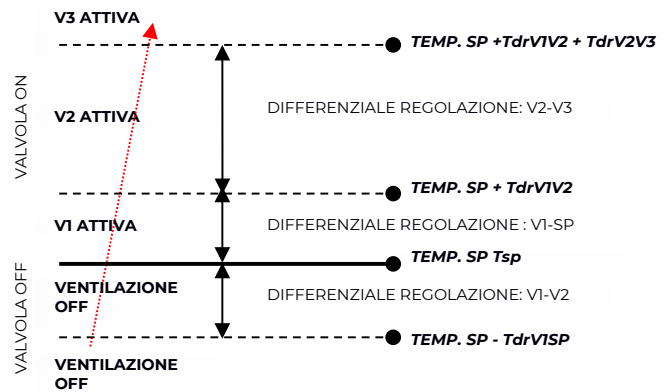 V3 ATTIVA
TEMP. SP +TdrV1V2 + TdrV2V3
VALVOLA ON
V2 ATTIVA
DIFFERENZIALE REGOLAZIONE: V2-V3
TEMP. SP + TdrV1V2
V1 ATTIVA
DIFFERENZIALE REGOLAZIONE : V1-SP
TEMP. SP Tsp
VALVOLA OFF
VENTILAZIONE
OFF
DIFFERENZIALE REGOLAZIONE: V1-V2
TEMP. SP - TdrV1SP
VENTILAZIONE
OFF